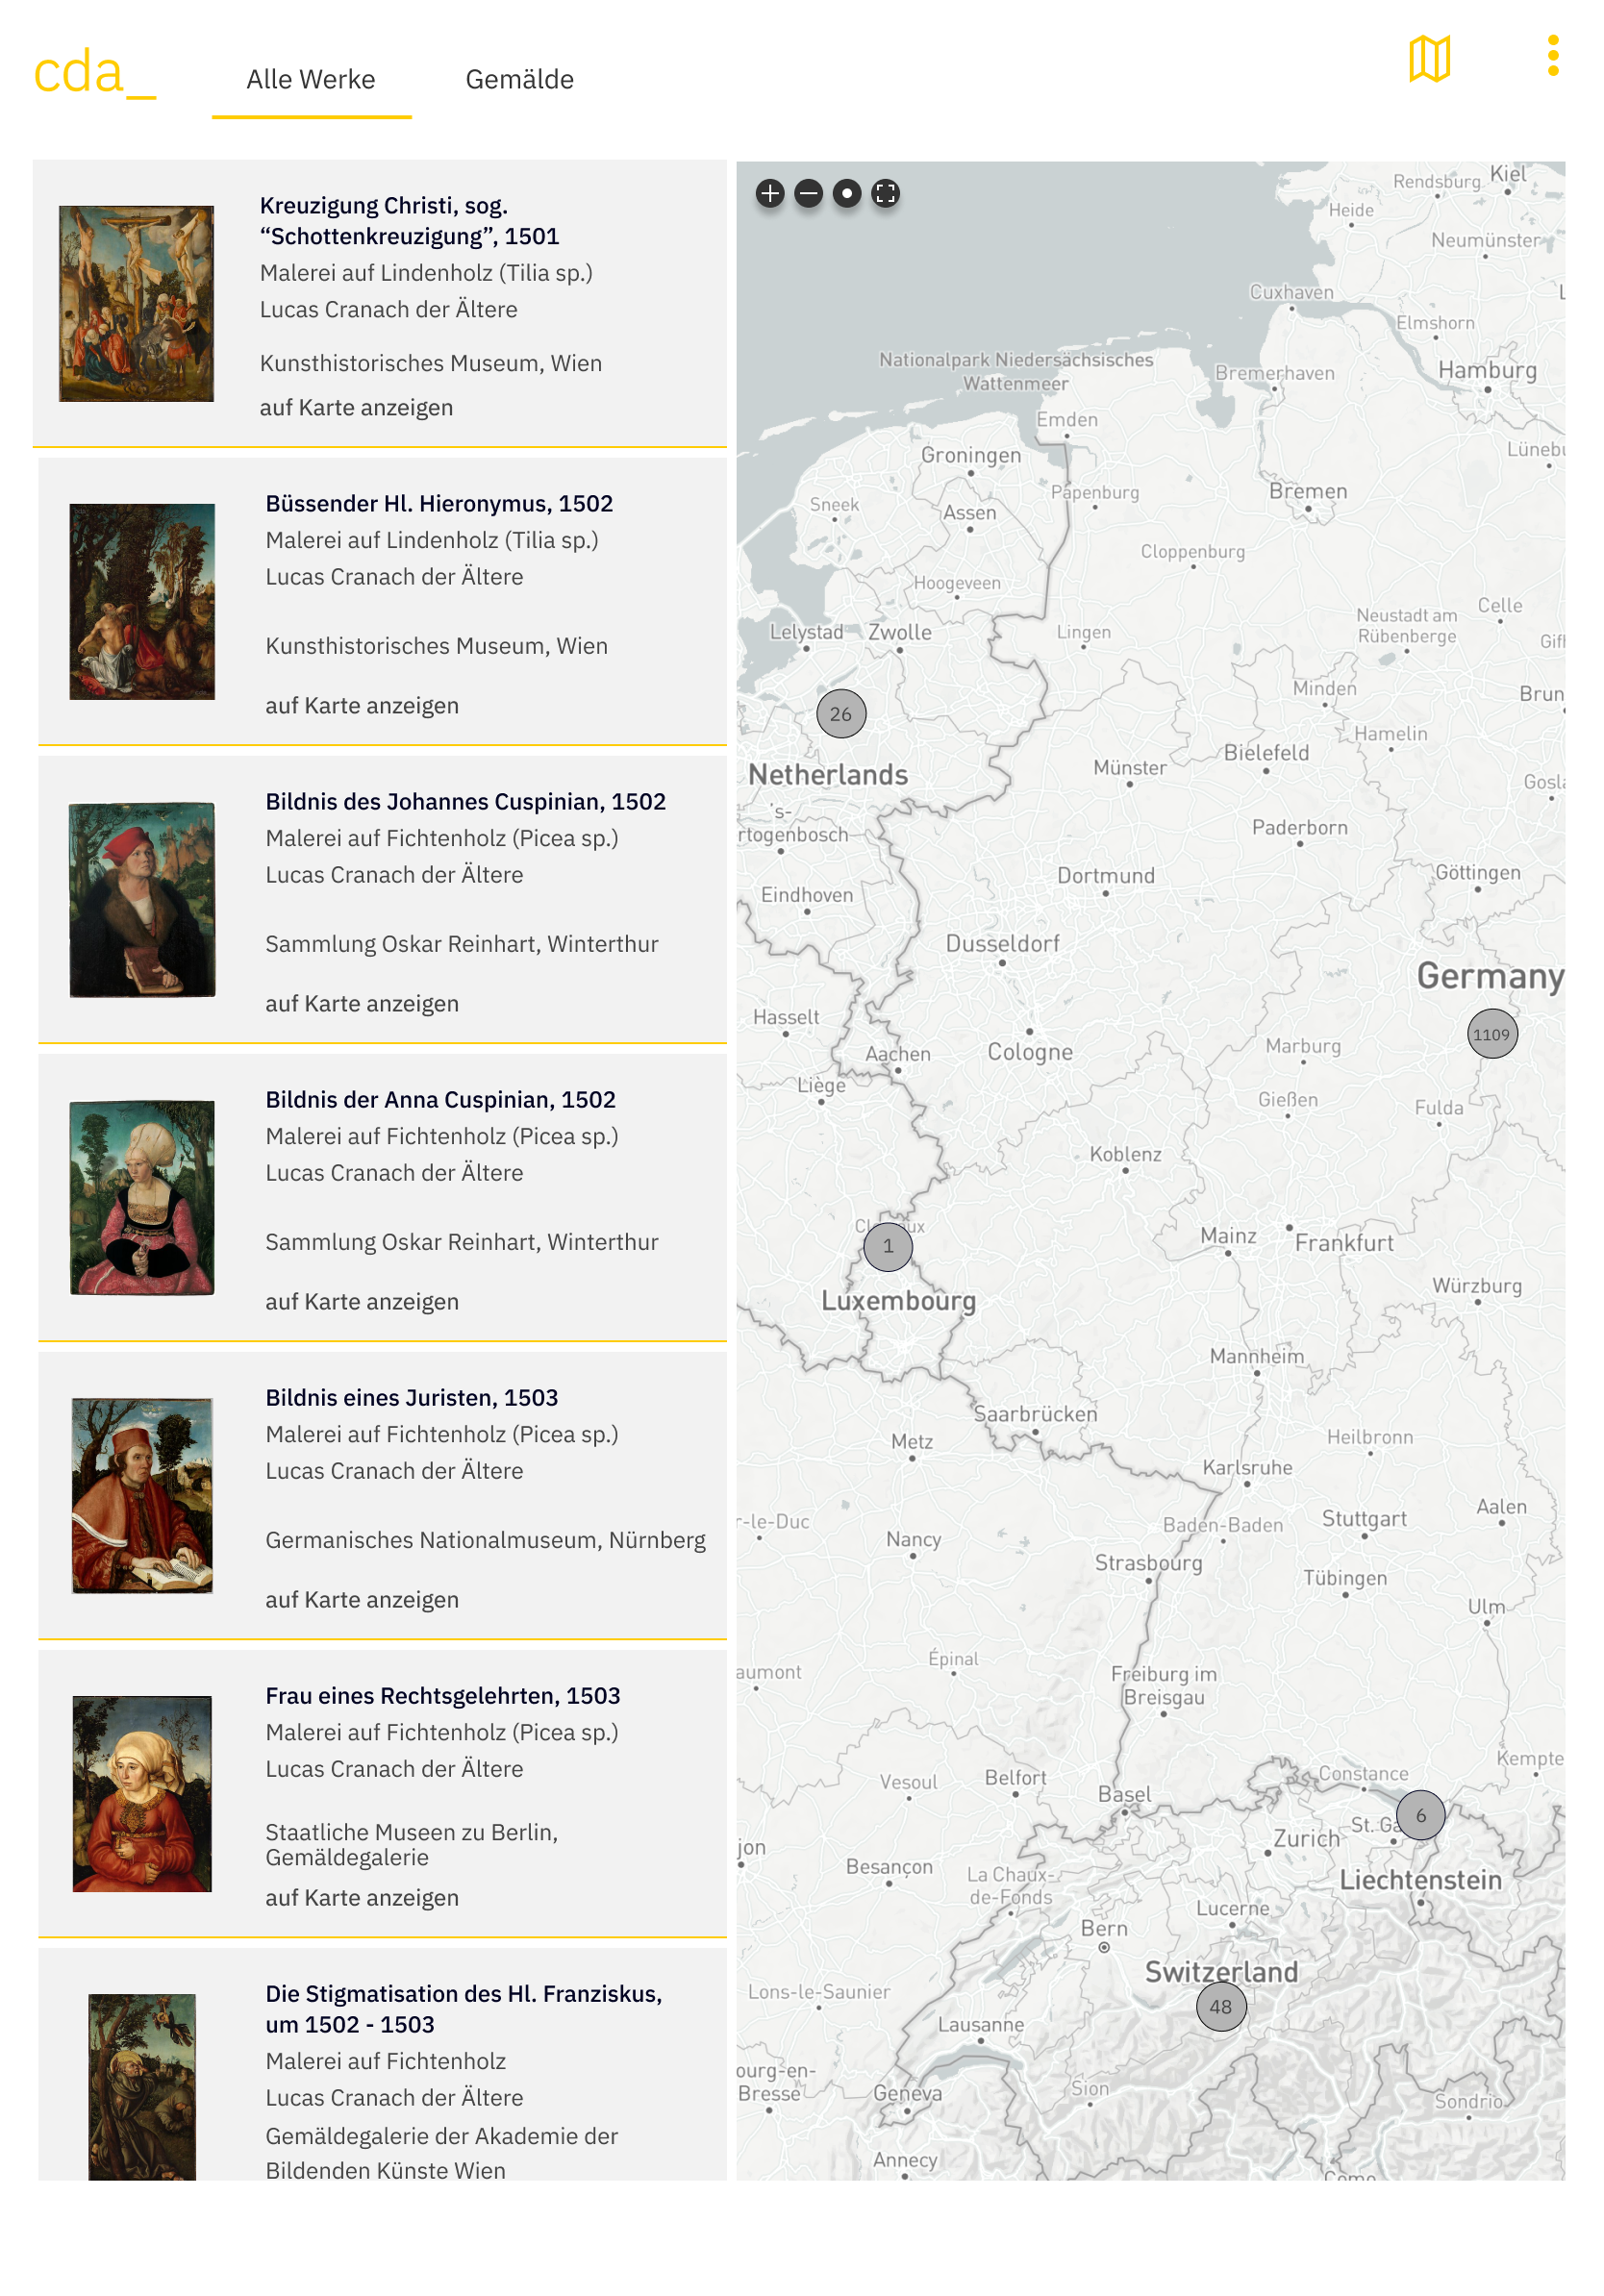 cda_
Alle Werke
Gemälde
Kreuzigung Christi, sog.
“Schottenkreuzigung”, 1501
Malerei auf Lindenholz (Tilia sp.)
Lucas Cranach der Ältere
Kunsthistorisches Museum, Wien
auf Karte anzeigen
Büssender Hl. Hieronymus, 1502
Malerei auf Lindenholz (Tilia sp.)
Lucas Cranach der Ältere
Kunsthistorisches Museum, Wien
auf Karte anzeigen
Bildnis des Johannes Cuspinian, 1502
Malerei auf Fichtenholz (Picea sp.)
Lucas Cranach der Ältere
Sammlung Oskar Reinhart, Winterthur
auf Karte anzeigen
Bildnis der Anna Cuspinian, 1502
Malerei auf Fichtenholz (Picea sp.)
Lucas Cranach der Ältere
Sammlung Oskar Reinhart, Winterthur
auf Karte anzeigen
Bildnis eines Juristen, 1503
Malerei auf Fichtenholz (Picea sp.)
Lucas Cranach der Ältere
Germanisches Nationalmuseum, Nürnberg
auf Karte anzeigen
Frau eines Rechtsgelehrten, 1503
Malerei auf Fichtenholz (Picea sp.)
Lucas Cranach der Ältere
Staatliche Museen zu Berlin,
Gemäldegalerie
auf Karte anzeigen
Die Stigmatisation des Hl. Franziskus,
um 1502 - 1503
Malerei auf Fichtenholz
Lucas Cranach der Ältere
Gemäldegalerie der Akademie der
Bildenden Künste Wien
Kiel
Rendsburg
Heide
Neumünster
Cuxhaven
Elmshorn
Nationalpark Niedersächsisches
Wattenmeer
Bremerhaven
Hamburg
Emden
Groningen
Lünebu
Papenburg
Bremen
Sneek
Assen
Cloppenburg
Hoogeveen
Celle
Neustadt am
Rübenberge
Lelystad
Zwolle
Lingen
Gifh
Minden
Brun
26
Hamelin
Bielefeld
Münster
Netherlands
Gosla
's-
rtogenbosch
Paderborn
Göttingen
Dortmund
Eindhoven
Dusseldorf
Germany
Hasselt
1109
Aachen
Cologne
Marburg
Liège
Gießen
Fulda
Koblenz
1
Mainz
Frankfurt
Würzburg
Luxembourg
Mannheim
Saarbrücken
Metz
Heilbronn
Karlsruhe
r-le-Duc
Baden-Baden
Stuttgart
Aalen
Nancy
Strasbourg
Tübingen
Ulm
Épinal
aumont
Freiburg im
Breisgau
Kempte
Constance
Vesoul
Belfort
Basel
6
St. Ga
Zurich
jon
Besançon
La Chaux-
de-Fonds
Liechtenstein
Lucerne
Bern
Switzerland
Lons-le-Saunier
48
Lausanne
ourg-en-
Bresse
Geneva
Sion
Sondrio
Annecy
Como